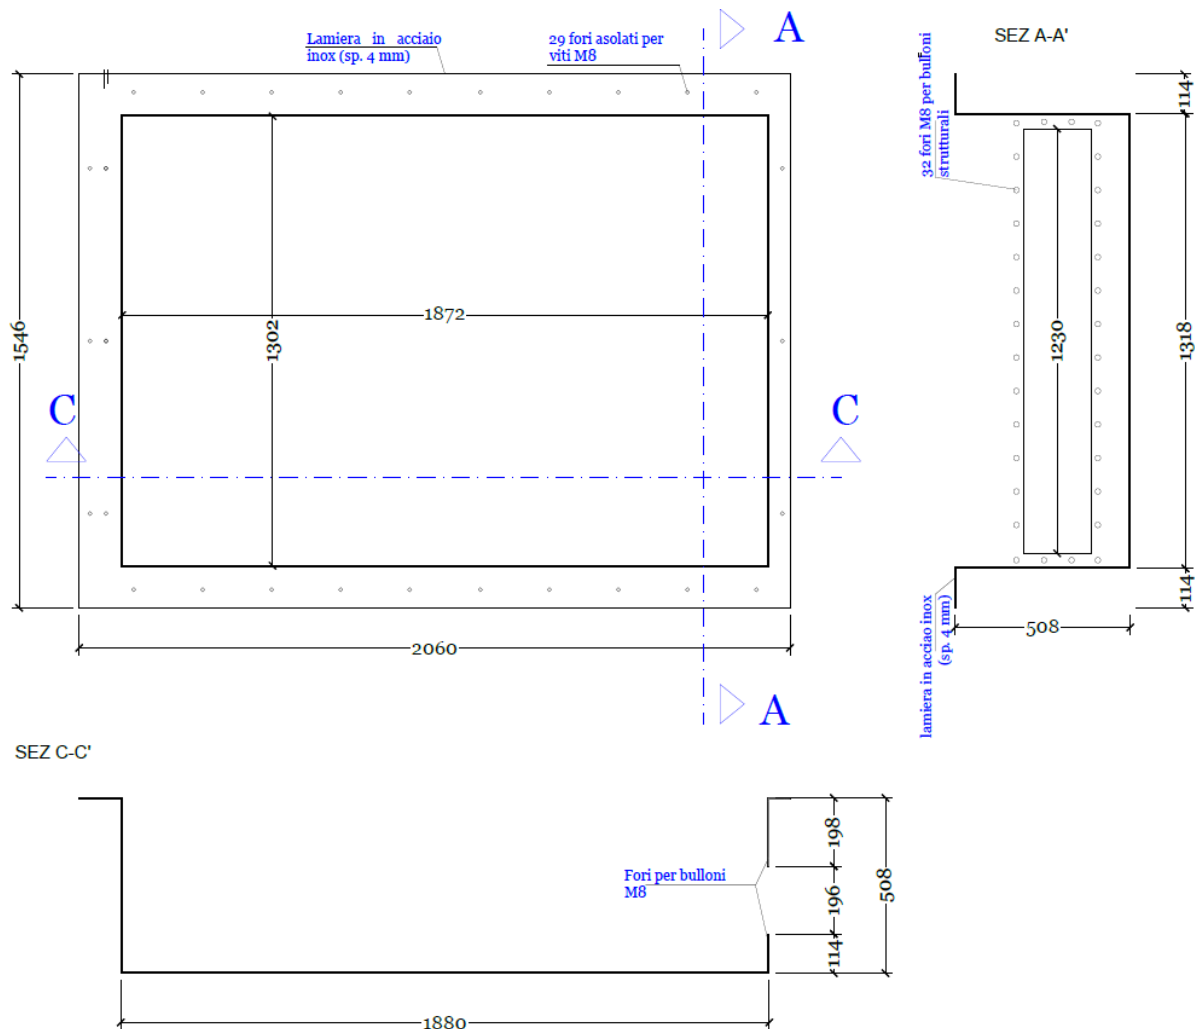 A
SEZ A-A'
Lamiera in acciaio
inox (sp. 4 mm)
29 fori asolati per
viti M8
32 fori M8 per bulloni
strutturali
114
1318
114
1230
508
lamiera in acciao inox
(sp. 4 mm)
1546
1302
1872
C
C
2060
A
SEZ C-C'
Fori per bulloni
M8
198
196
114
508
1880